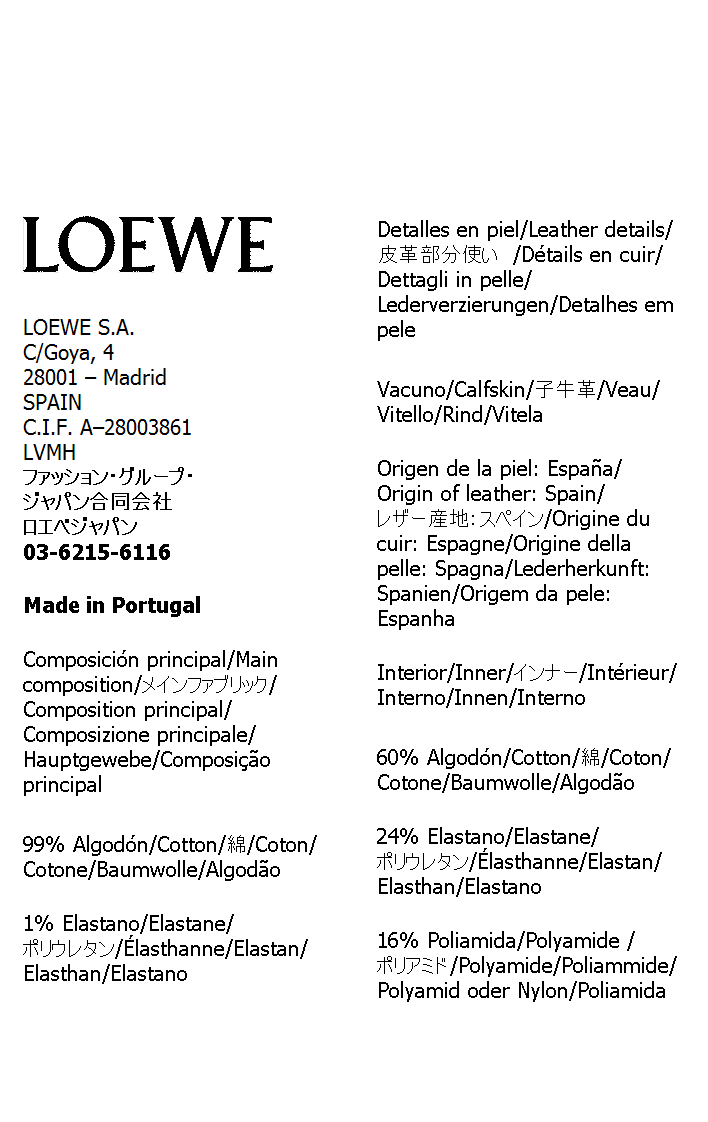 LOEWE
LOEWE S.A.
C/Goya, 4
28001 – Madrid
SPAIN
C.I.F. A–28003861
LVMH
ファッション・グループ・
ジャパン合同会社
ロエベジャパン
03-6215-6116
Made in Portugal
Composición principal/Main
composition/メインファブリック/
Composition principal/
Composizione principale/
Hauptgewebe/Composição
principal
99% Algodón/Cotton/綿/Coton/
Cotone/Baumwolle/Algodão
1% Elastano/Elastane/
ポリウレタン/Élasthanne/Elastan/
Elasthan/Elastano
Detalles en piel/Leather details/
皮革部分使い /Détails en cuir/
Dettagli in pelle/
Lederverzierungen/Detalhes em
pele
Vacuno/Calfskin/子牛革/Veau/
Vitello/Rind/Vitela
Origen de la piel: España/
Origin of leather: Spain/
レザー産地：スペイン/Origine du
cuir: Espagne/Origine della
pelle: Spagna/Lederherkunft:
Spanien/Origem da pele:
Espanha
Interior/Inner/インナー/Intérieur/
Interno/Innen/Interno
60% Algodón/Cotton/綿/Coton/
Cotone/Baumwolle/Algodão
24% Elastano/Elastane/
ポリウレタン/Élasthanne/Elastan/
Elasthan/Elastano
16% Poliamida/Polyamide /
ポリアミド/Polyamide/Poliammide/
Polyamid oder Nylon/Poliamida